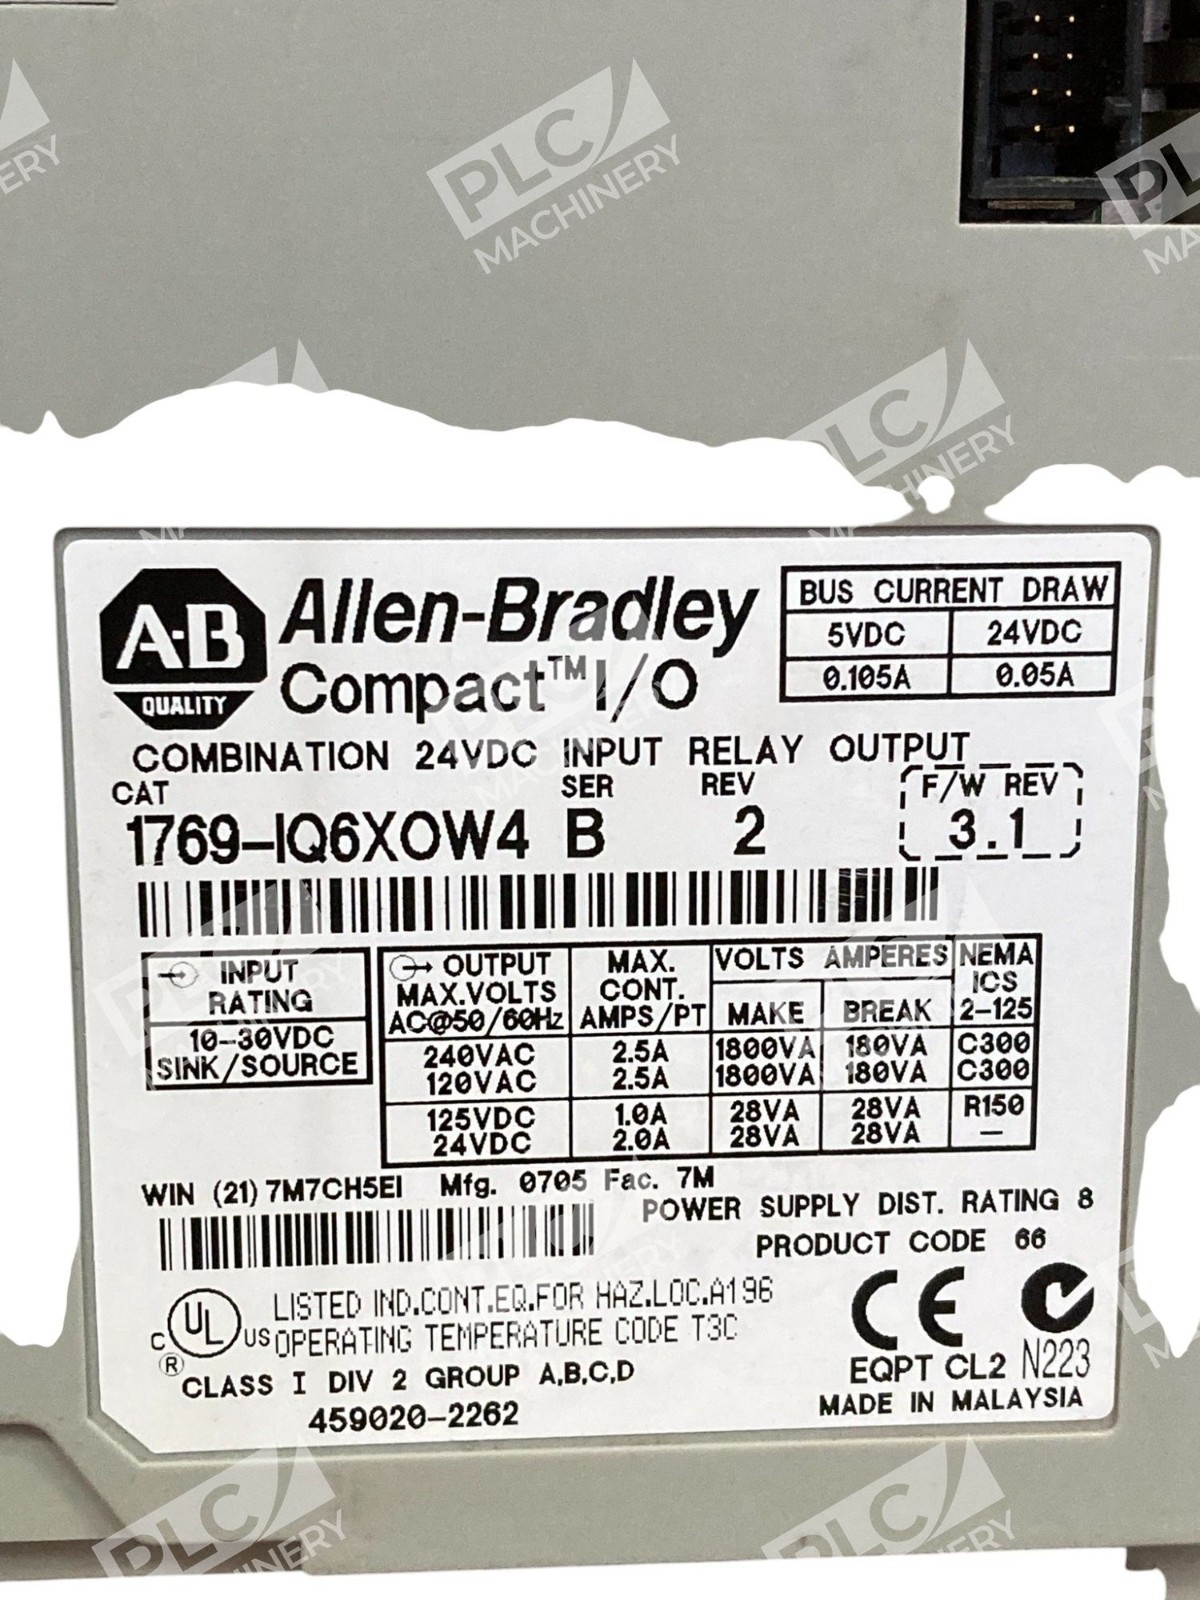 PLC
MACHINERY
A-B
QUALITY
Allen-Bradley
Compact™ I/O
BUS CURRENT DRAW
5VDC 24VDC
0.105A 0.05A
COMBINATION 24VDC INPUT RELAY OUTPUT
CAT SER REV F/W REV
1769-IQ6XOW4 B 2 3.1
INPUT
RATING
10-30VDC
SINK/SOURCE
OUTPUT MAX. VOLTS AMPERES NEMA
MAX.VOLTS CONT. ICS
AC@50/60Hz AMPS/PT MAKE BREAK 2-125
240VAC 2.5A 1800VA 180VA C300
120VAC 2.5A 1800VA 180VA C300
125VDC 1.0A 28VA 28VA R150
24VDC 2.0A 28VA 28VA —
WIN (21) 7M7CH5EI Mfg. 0705 Fac. 7M
POWER SUPPLY DIST. RATING 8
PRODUCT CODE 66
C UL US
®
LISTED IND.CONT.EQ.FOR HAZ.LOC.A196
OPERATING TEMPERATURE CODE T3C
CLASS I DIV 2 GROUP A,B,C,D
459020-2262
CE
EQPT CL2 N223
MADE IN MALAYSIA